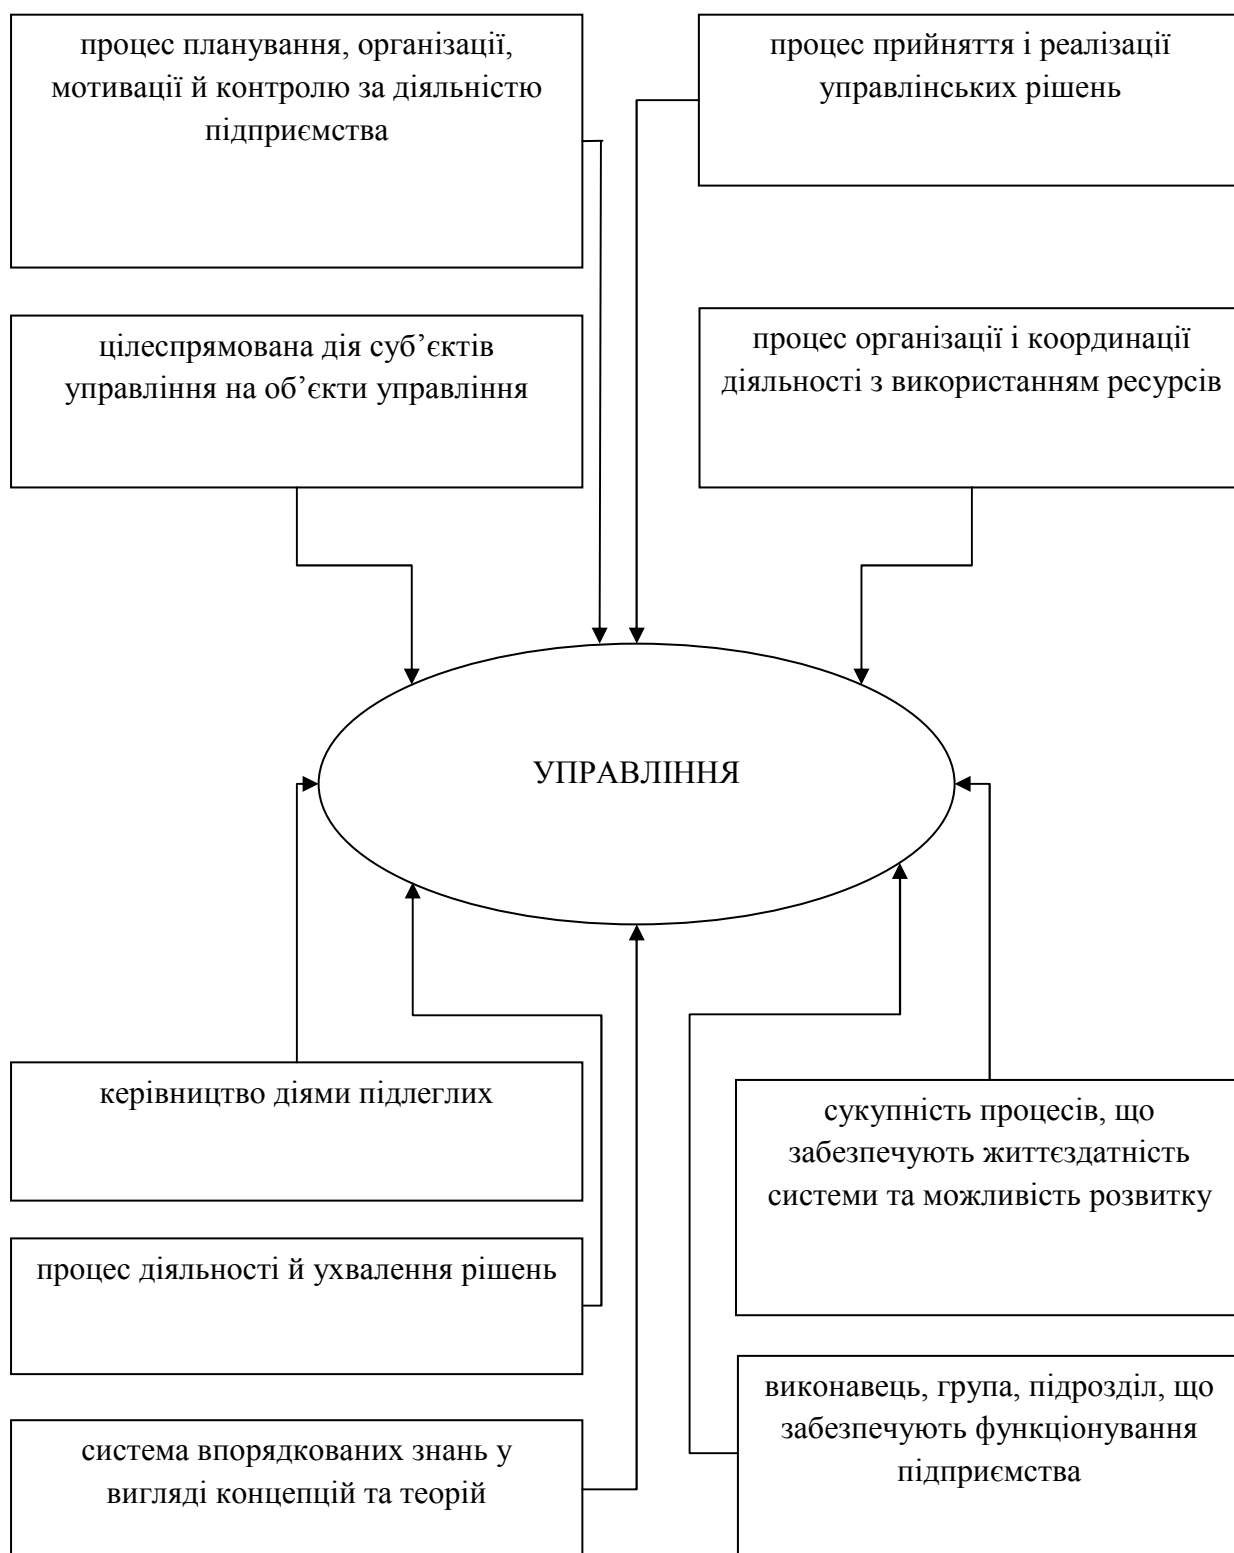 процес планування, організації,
мотивації й контролю за діяльністю
підприємства
процес прийняття і реалізації
управлінських рішень
цілеспрямована дія суб’єктів
управління на об’єкти управління
процес організації і координації
діяльності з використанням ресурсів
УПРАВЛІННЯ
керівництво діями підлеглих
сукупність процесів, що
забезпечують життєздатність
системи та можливість розвитку
процес діяльності й ухвалення рішень
виконавець, група, підрозділ, що
забезпечують функціонування
підприємства
система впорядкованих знань у
вигляді концепцій та теорій